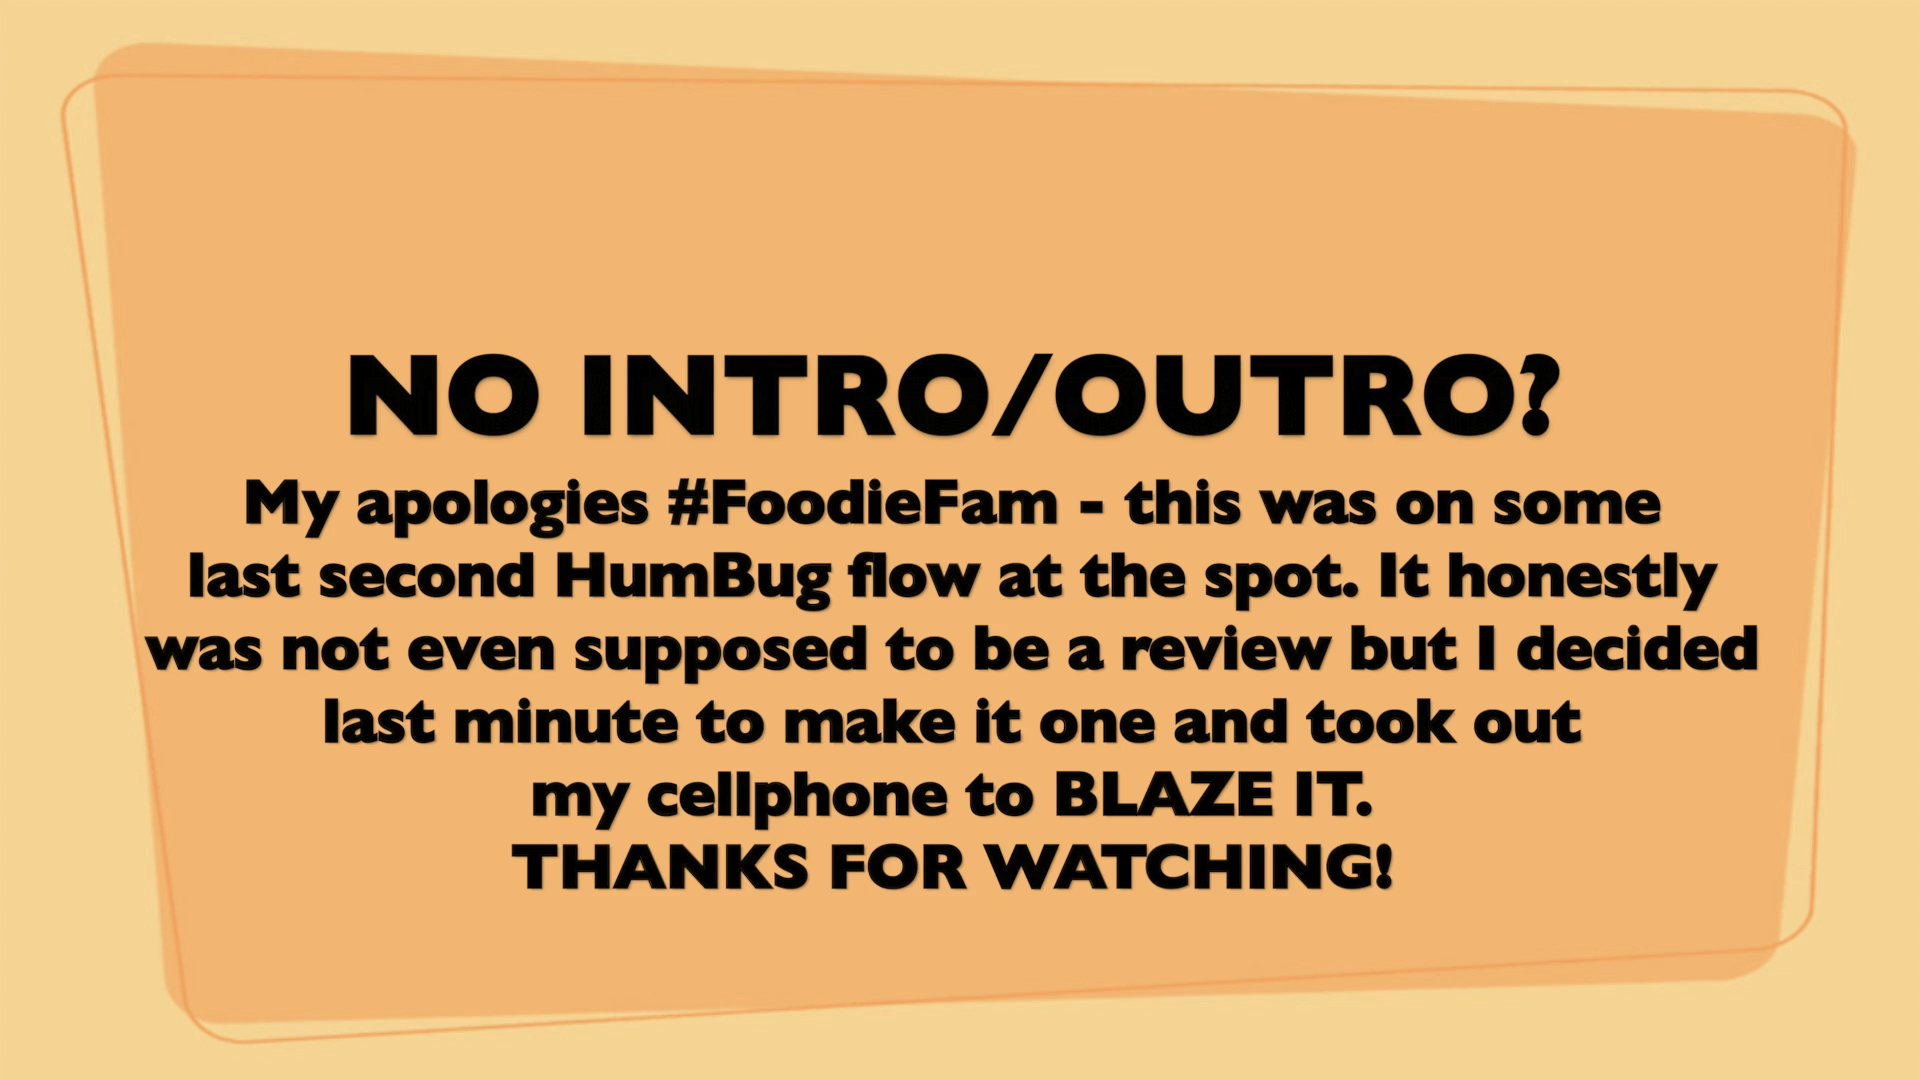 NO INTRO/OUTRO?
My apologies #FoodieFam - this was on some
last second HumBug flow at the spot. It honestly
was not even supposed to be a review but I decided
last minute to make it one and took out
my cellphone to BLAZE IT.
THANKS FOR WATCHING!